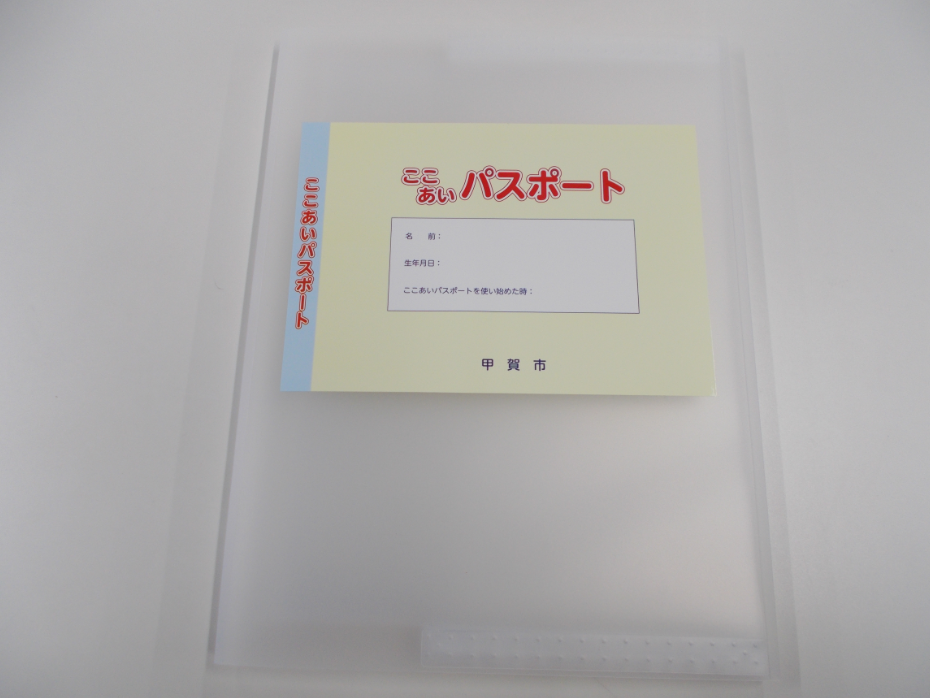 ここあいパスポート
ここ
あい パスポート
名　前：
生年月日：
ここあいパスポートを使い始めた時：
甲 賀 市